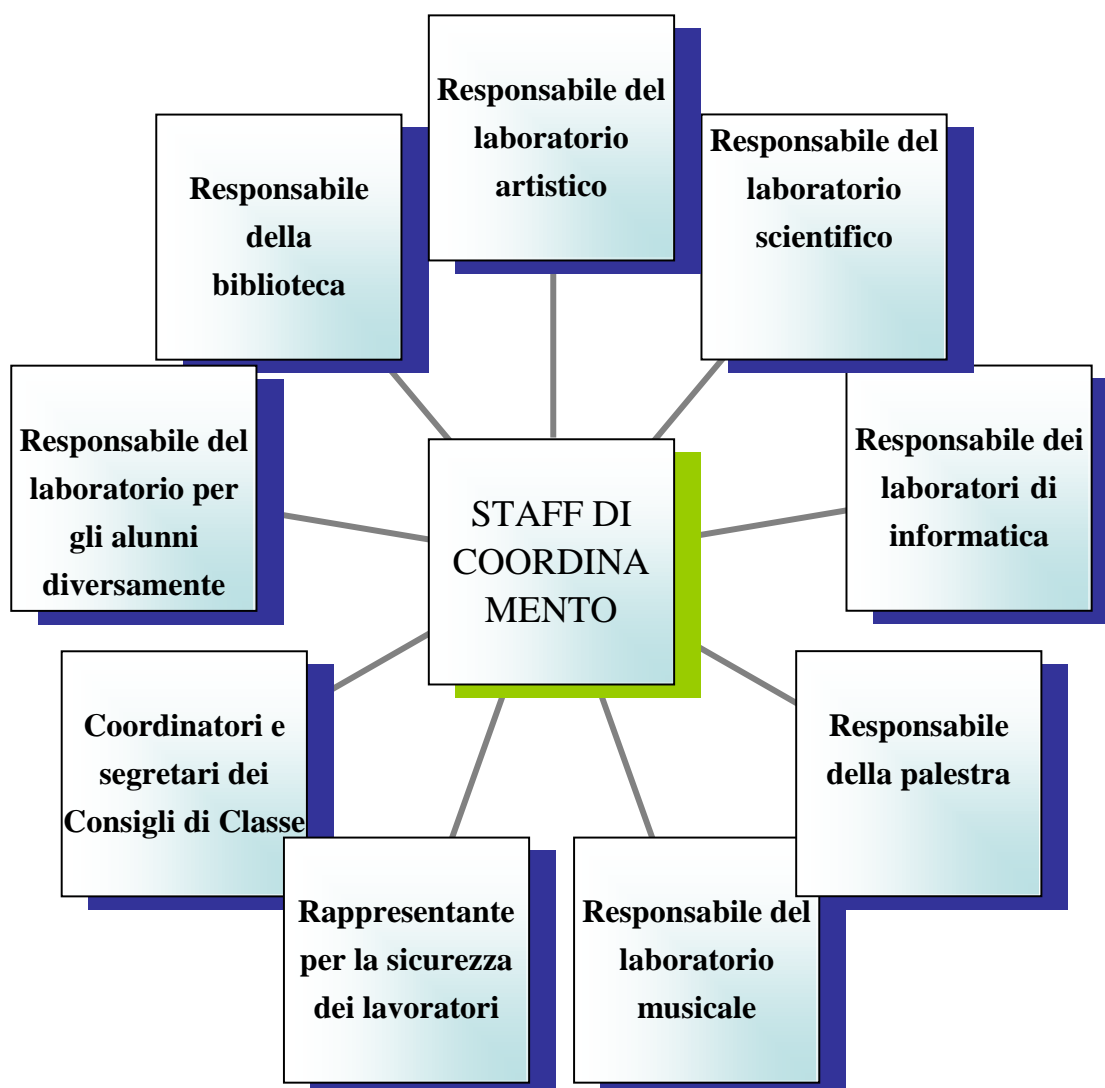 Responsabile del
laboratorio
artistico
Responsabile del
laboratorio
scientifico
Responsabile
della
biblioteca
Responsabile del
laboratorio per
gli alunni
diversamente
Responsabile dei
laboratori di
informatica
STAFF DI
COORDINA
MENTO
Coordinatori e
segretari dei
Consigli di Classe
Responsabile
della palestra
Rappresentante
per la sicurezza
dei lavoratori
Responsabile del
laboratorio
musicale